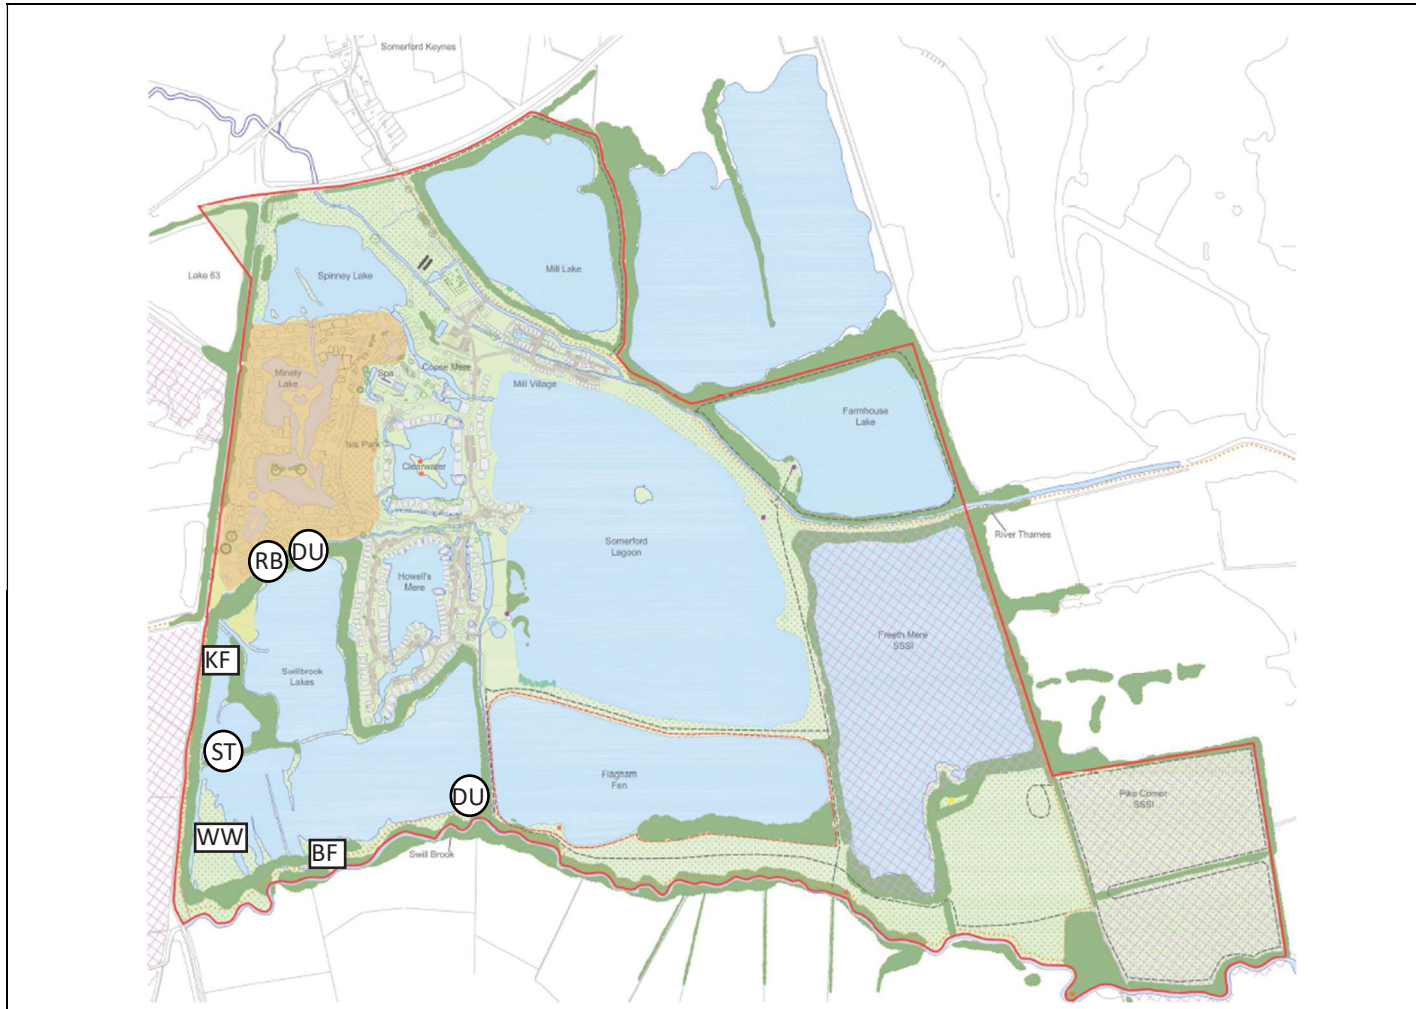 Somerford Keynes
Lake 63
Spinney Lake
Mill Lake
Minety
Lake
Spa
Copse Mere
Mill Village
Farmhouse
Lake
Isis Park
Clearwater
River Thames
Somerford
Lagoon
RB
DU
Howell's
Mere
Freeth Mere
SSSI
KF
Swillbrook
Lakes
ST
Flagham
Fen
DU
Pike Corner
SSSI
WW
BF
Swill Brook